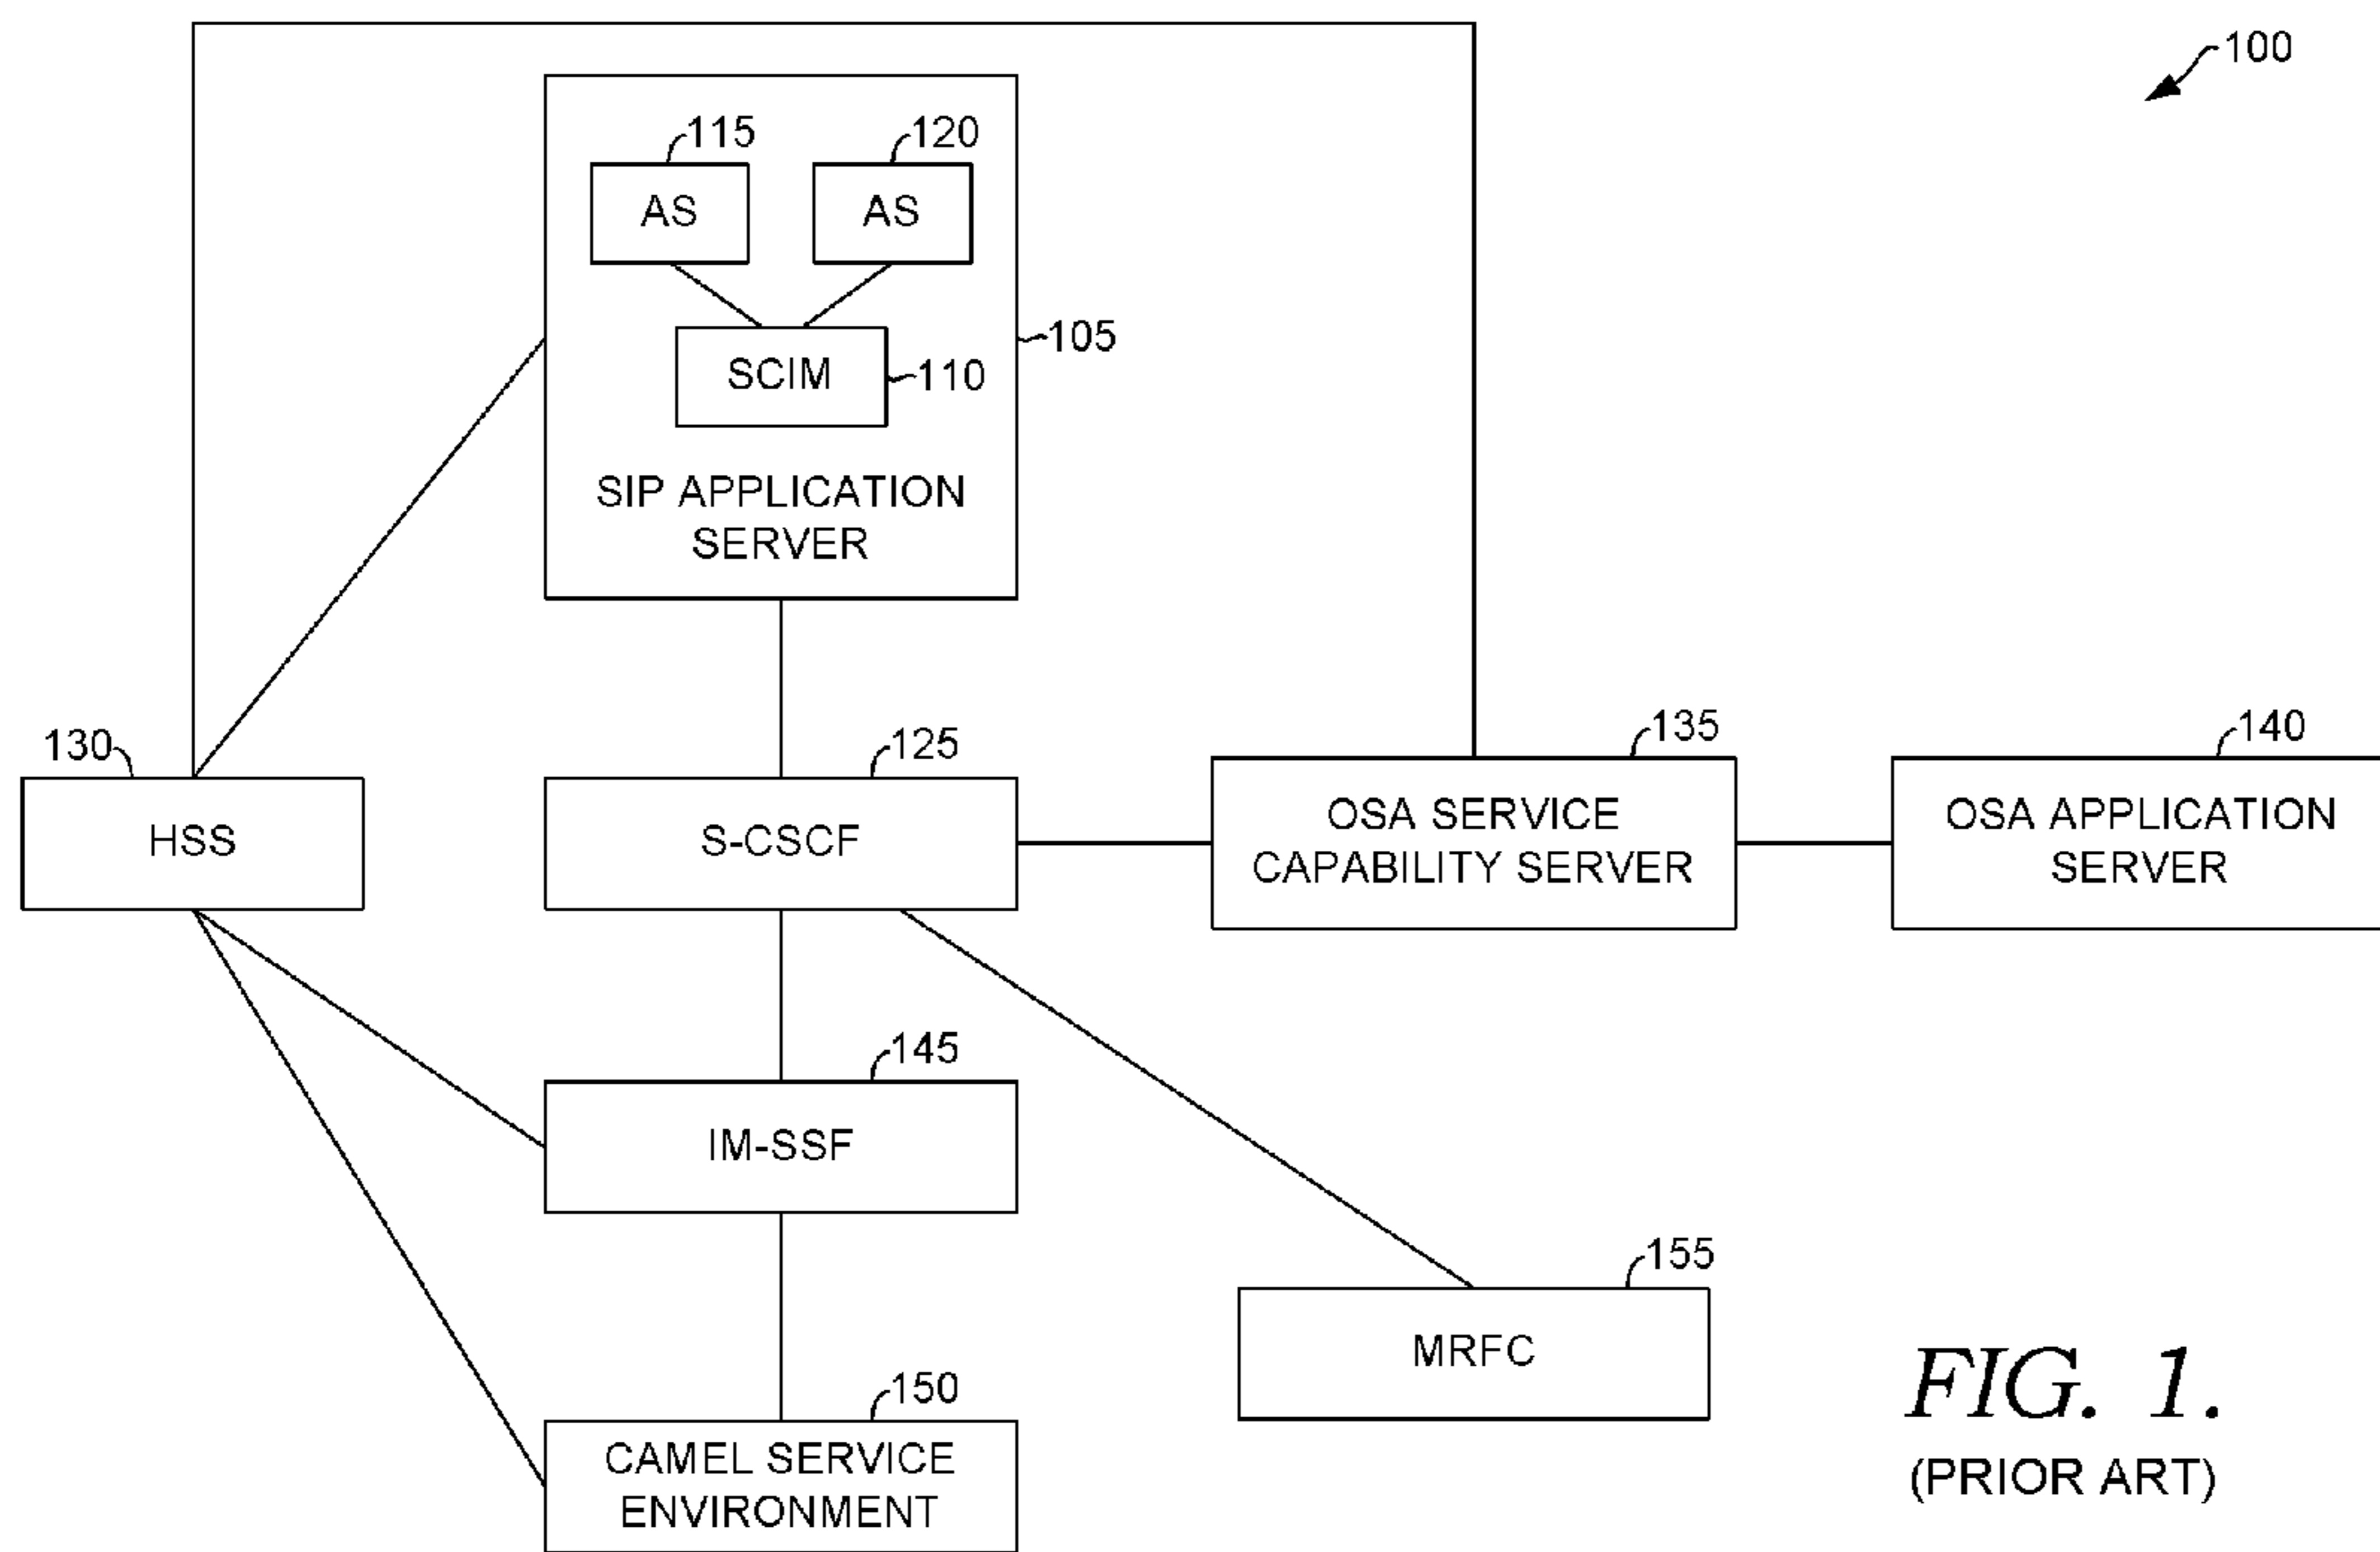 100
115
120
AS
AS
105
SCIM
110
SIP APPLICATION
SERVER
130
125
135
140
HSS
S-CSCF
OSA SERVICE
CAPABILITY SERVER
OSA APPLICATION
SERVER
145
IM-SSF
155
MRFC
150
CAMEL SERVICE
ENVIRONMENT
FIG. 1.
(PRIOR ART)